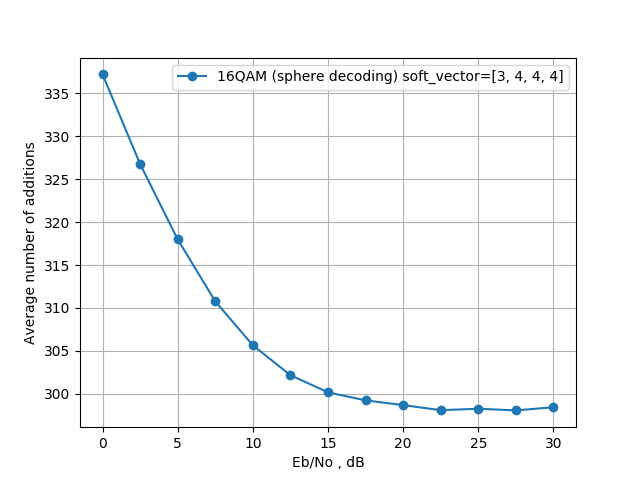 16QAM (sphere decoding) soft_vector=[3, 4, 4, 4]
335
330
325
320
315
310
305
300
Average number of additions
0 5 10 15 20 25 30
Eb/No , dB